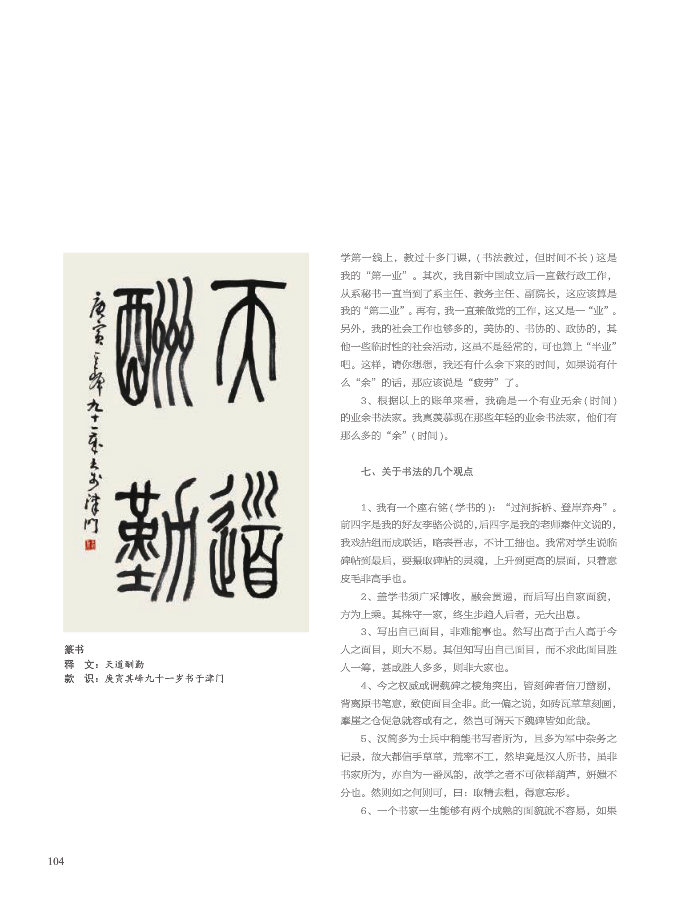 天道
酬勤
庚寅其峰九十一岁书于津门
篆书
释　文：天道酬勤
款　识：庚寅其峰九十一岁书于津门
学第一线上，教过十多门课，(书法教过，但时间不长)这是
我的“第一业”。其次，我自新中国成立后一直做行政工作，
从系秘书一直当到了系主任、教务主任、副院长，这应该算是
我的“第二业”。再有，我一直兼做党的工作，这又是一“业”。
另外，我的社会工作也够多的，美协的、书协的、政协的，其
他一些临时性的社会活动，这虽不是经常的，可也算上“半业”
吧。这样，请你想想，我还有什么余下来的时间，如果说有什
么“余”的话，那应该说是“疲劳”了。
3、根据以上的账单来看，我确是一个有业无余(时间)
的业余书法家。我真羡慕现在那些年轻的业余书法家，他们有
那么多的“余”(时间)。
七、关于书法的几个观点
1、我有一个座右铭(学书的)：“过河拆桥、登岸弃舟”。
前四字是我的好友李骆公说的，后四字是我的老师秦仲文说的，
我戏拈组而成联话，略表吾志，不计工拙也。我常对学生说临
碑帖到最后，要摄取碑帖的灵魂，上升到更高的层面，只着意
皮毛非高手也。
2、盖学书须广采博收，融会贯通，而后写出自家面貌，
方为上乘。其株守一家，终生步趋人后者，无大出息。
3、写出自己面目，非难能事也。然写出高于古人高于今
人之面目，则大不易。其但知写出自己面目，而不求此面目胜
人一筹，甚或胜人多多，则非大家也。
4、今之权威或谓魏碑之棱角突出，皆刻碑者信刀凿剔，
背离原书笔意，致使面目全非。此一偏之说，如砖瓦草草刻画，
摩崖之仓促急就容或有之，然岂可谓天下魏碑皆如此哉。
5、汉简多为士兵中稍能书写者所为，且多为军中杂务之
记录，故大都信手草草，荒率不工，然毕竟是汉人所书，虽非
书家所为，亦自为一番风韵，故学之者不可依样葫芦，妍媸不
分也。然则如之何则可，曰：取精去粗，得意忘形。
6、一个书家一生能够有两个成熟的面貌就不容易，如果
104